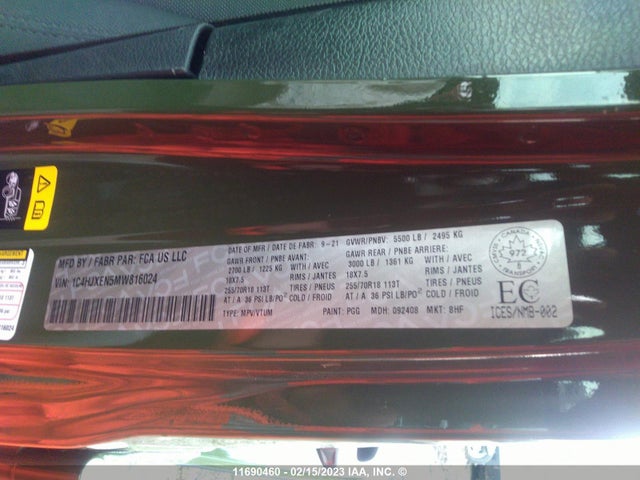 MFD BY / FABR PAR: FCA US LLC
VIN: 1C4HJXEN5MW816024
DATE OF MFR / DATE DE FABR: 9-21
GVWR/PNBV: 5500 LB / 2495 KG
GAWR FRONT / PNBE AVANT:
2700 LB / 1225 KG WITH / AVEC
18X7.5 RIMS / JANTES
255/70R18 113T TIRES / PNEUS
AT / A 36 PSI LB/PO² COLD / FROID
GAWR REAR / PNBE ARRIERE:
3000 LB / 1361 KG WITH / AVEC
18X7.5 RIMS / JANTES
255/70R18 113T TIRES / PNEUS
AT / A 36 PSI LB/PO² COLD / FROID
TYPE: MPV/VTUM PAINT: PGG MDH: 092408 MKT: BHF
CANADA
972
TRANSPORT
EC
ICES/NMB-002
11690460 - 02/15/2023 IAA, INC. ©